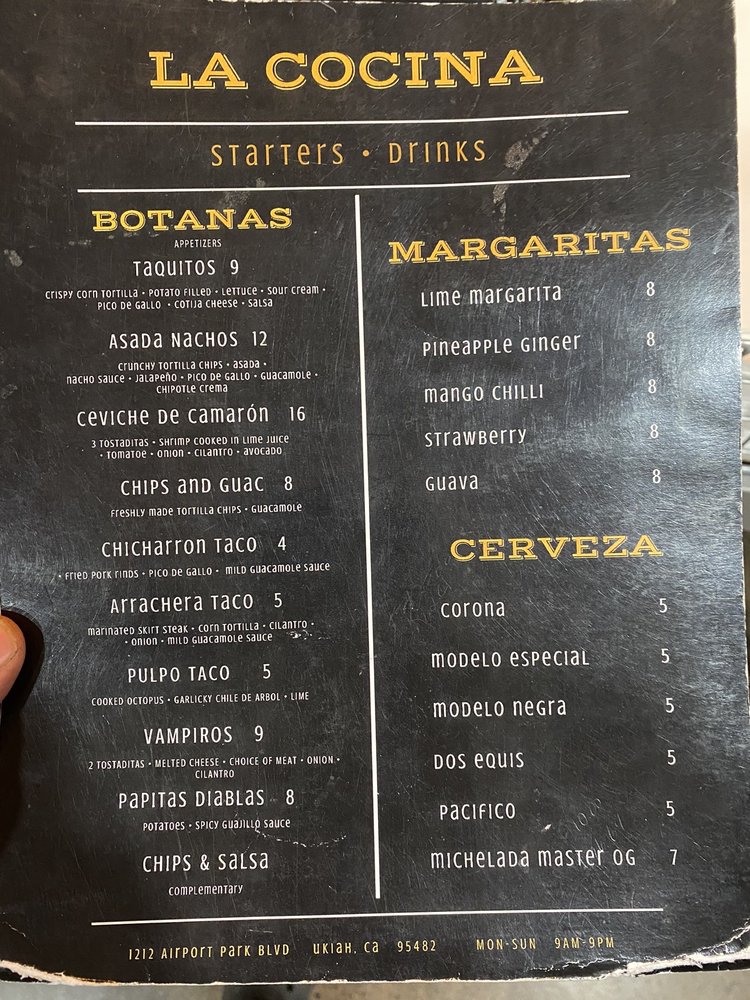 LA COCINA
STARTERS • DRINKS
BOTANAS
APPETIZERS
TAQUITOS 9
CRISPY CORN TORTILLA • POTATO FILLED • LETTUCE • SOUR CREAM •
PICO DE GALLO • COTIJA CHEESE • SALSA
ASADA NACHOS 12
CRUNCHY TORTILLA CHIPS • ASADA •
NACHO SAUCE • JALAPEÑO • PICO DE GALLO • GUACAMOLE •
CHIPOTLE CREMA
CEVICHE DE CAMARÓN 16
3 TOSTADITAS • SHRIMP COOKED IN LIME JUICE
• TOMATOE • ONION • CILANTRO • AVOCADO
CHIPS AND GUAC 8
FRESHLY MADE TORTILLA CHIPS • GUACAMOLE
CHICHARRON TACO 4
• FRIED PORK RINDS • PICO DE GALLO • MILD GUACAMOLE SAUCE
ARRACHERA TACO 5
MARINATED SKIRT STEAK • CORN TORTILLA • CILANTRO •
• ONION • MILD GUACAMOLE SAUCE
PULPO TACO 5
COOKED OCTOPUS • GARLICKY CHILE DE ARBOL • LIME
VAMPIROS 9
2 TOSTADITAS • MELTED CHEESE • CHOICE OF MEAT • ONION •
CILANTRO
PAPITAS DIABLAS 8
POTATOES • SPICY GUAJILLO SAUCE
CHIPS & SALSA
COMPLEMENTARY
MARGARITAS
LIME MARGARITA 8
PINEAPPLE GINGER 8
MANGO CHILLI 8
STRAWBERRY 8
GUAVA 8
CERVEZA
CORONA 5
MODELO ESPECIAL 5
MODELO NEGRA 5
DOS EQUIS 5
PACIFICO 5
MICHELADA MASTER OG 7
1212 AIRPORT PARK BLVD UKIAH, CA 95482 MON-SUN 9AM-9PM